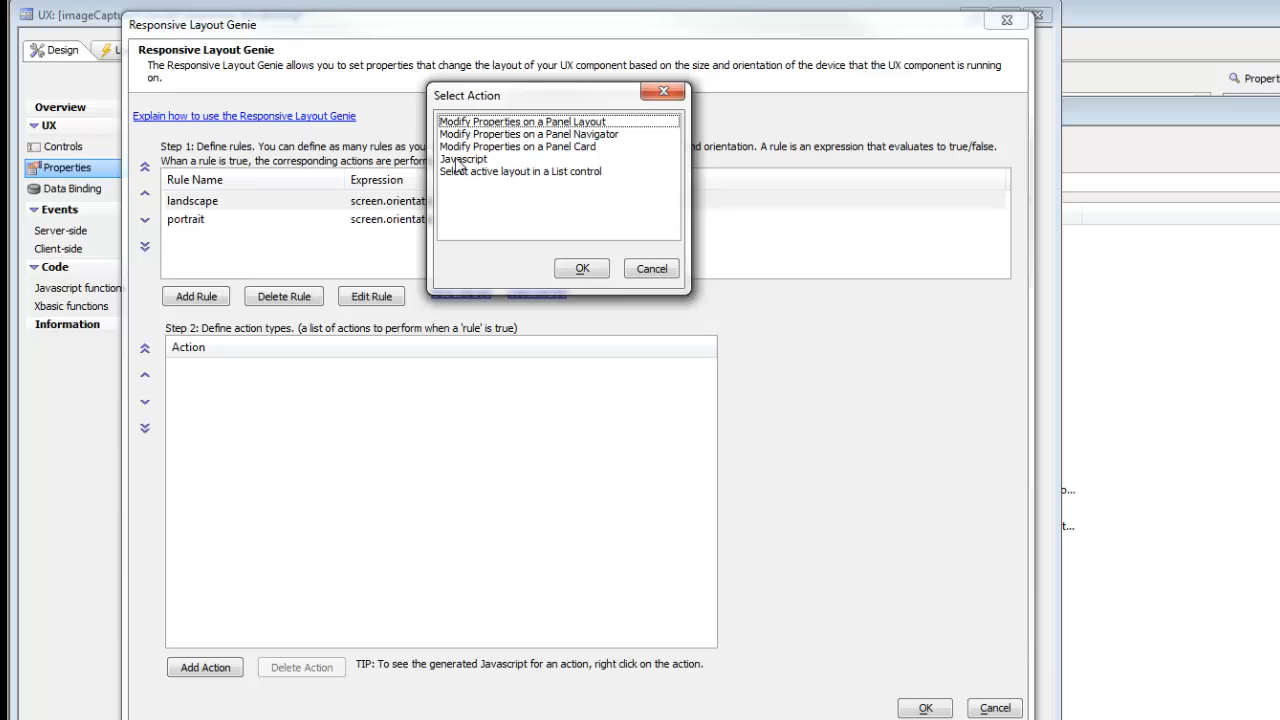 UX: [imageCaptu
Responsive Layout Genie
Design
L
Responsive Layout Genie
The Responsive Layout Genie allows you to set properties that change the layout of your UX component based on the size and orientation of the device that the UX component is running
on.
Propert
Select Action
Overview
UX
Controls
Properties
Data Binding
Events
Server-side
Client-side
Code
Javascript function
Xbasic functions
Information
Explain how to use the Responsive Layout Genie
Step 1: Define rules. You can define as many rules as you
nd orientation. A rule is an expression that evaluates to true/false.
When a rule is true, the corresponding actions are perform
Rule Name
Expression
landscape
screen.orientat
portrait
screen.orientat
Modify Properties on a Panel Layout
Modify Properties on a Panel Navigator
Modify Properties on a Panel Card
Javascript
Select active layout in a List control
OK
Cancel
Add Rule
Delete Rule
Edit Rule
Step 2: Define action types. (a list of actions to perform when a 'rule' is true)
Action
o...
t...
Add Action
Delete Action
TIP: To see the generated Javascript for an action, right click on the action.
OK
Cancel